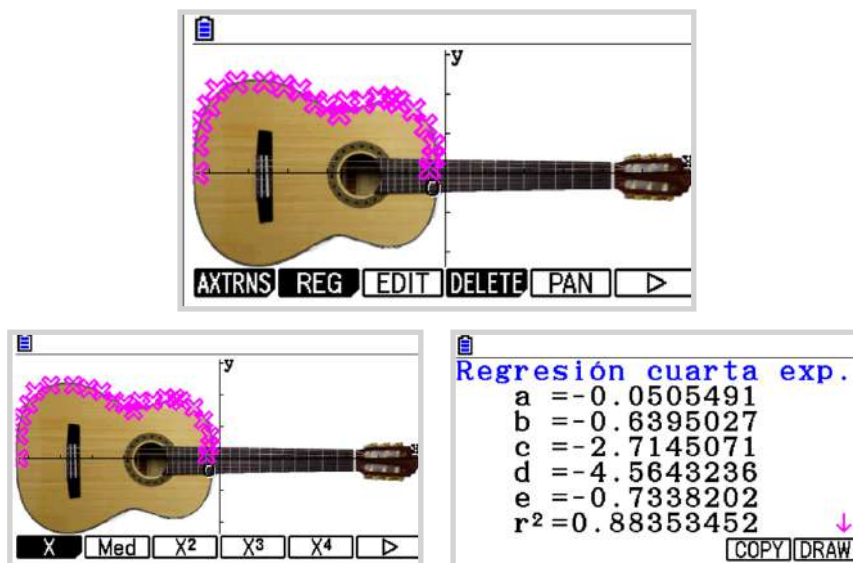 y
AXTRNS REG EDIT DELETE PAN
y
X Med X2 X3 X4
Regresión cuarta exp.
a =-0.0505491
b =-0.6395027
c =-2.7145071
d =-4.5643236
e =-0.7338202
r²=0.88353452
COPY DRAW